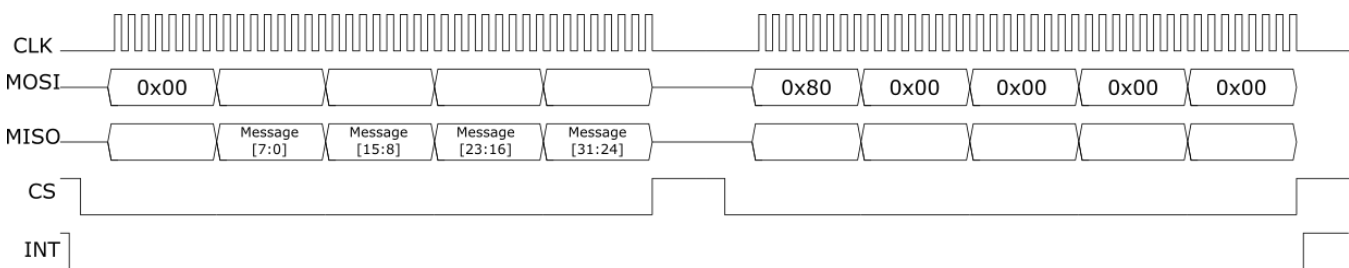 CLK
MOSI 0x00 0x80 0x00 0x00 0x00 0x00
MISO Message [7:0] Message [15:8] Message [23:16] Message [31:24]
CS
INT